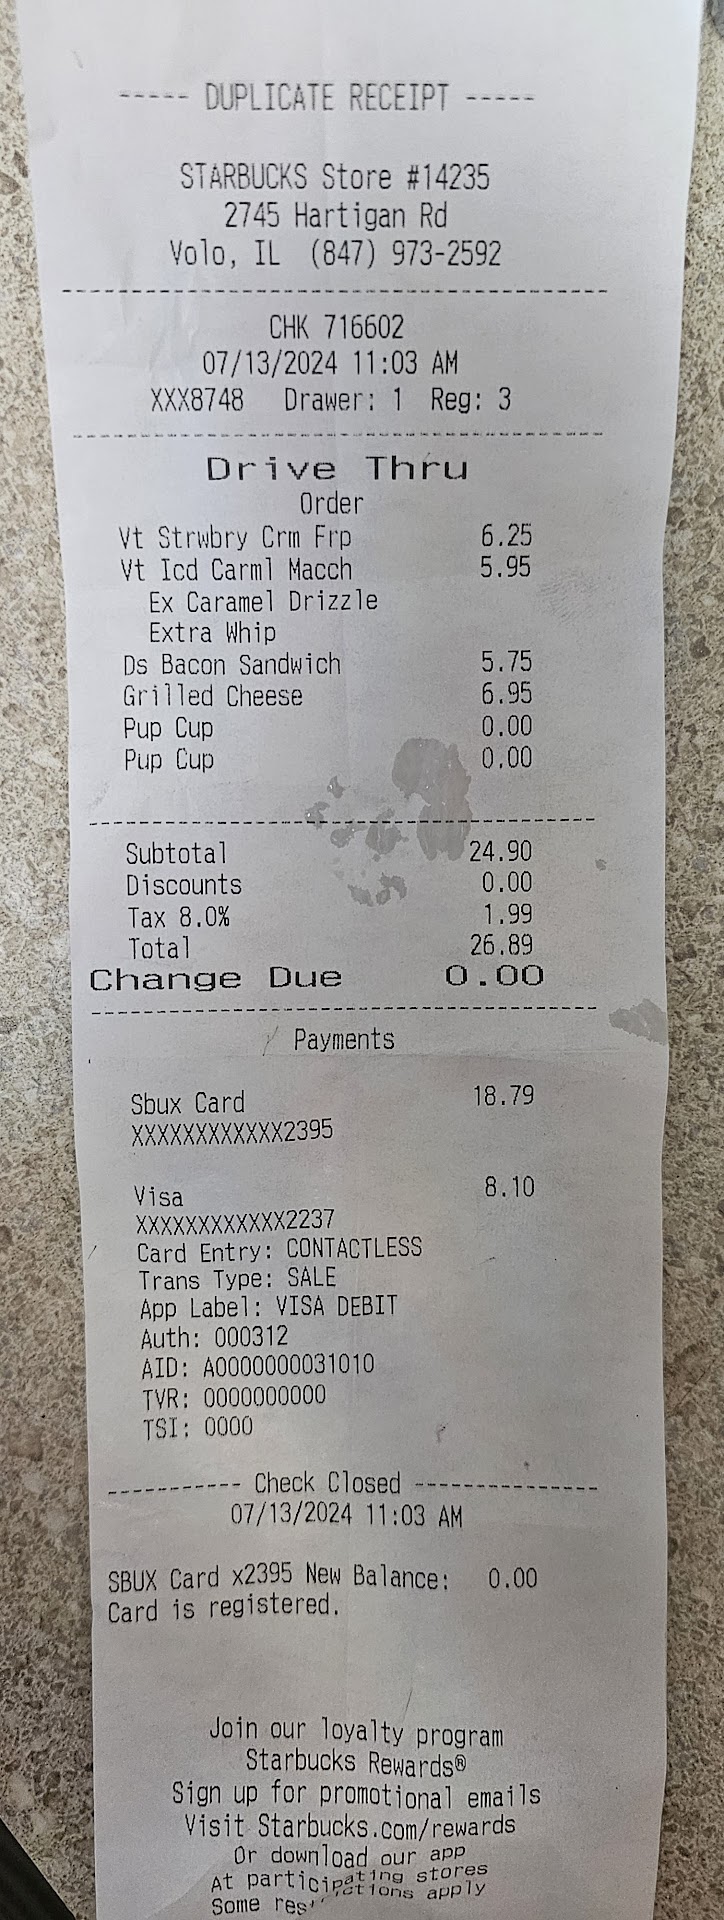 ----- DUPLICATE RECEIPT -----
STARBUCKS Store #14235
2745 Hartigan Rd
Volo, IL (847) 973-2592
CHK 716602
07/13/2024 11:03 AM
XXX8748 Drawer: 1 Reg: 3
Drive Thru
Order
Vt Strwbry Crm Frp 6.25
Vt Icd Carml Macch 5.95
Ex Caramel Drizzle
Extra Whip
Ds Bacon Sandwich 5.75
Grilled Cheese 6.95
Pup Cup 0.00
Pup Cup 0.00
Subtotal 24.90
Discounts 0.00
Tax 8.0% 1.99
Total 26.89
Change Due 0.00
Payments
Sbux Card 18.79
XXXXXXXXXXXX2395
Visa 8.10
XXXXXXXXXXXX2237
Card Entry: CONTACTLESS
Trans Type: SALE
App Label: VISA DEBIT
Auth: 000312
AID: A0000000031010
TVR: 0000000000
TSI: 0000
----------- Check Closed ---------------
07/13/2024 11:03 AM
SBUX Card x2395 New Balance: 0.00
Card is registered.
Join our loyalty program
Starbucks Rewards®
Sign up for promotional emails
Visit Starbucks.com/rewards
Or download our app
At participating stores
Some restrictions apply